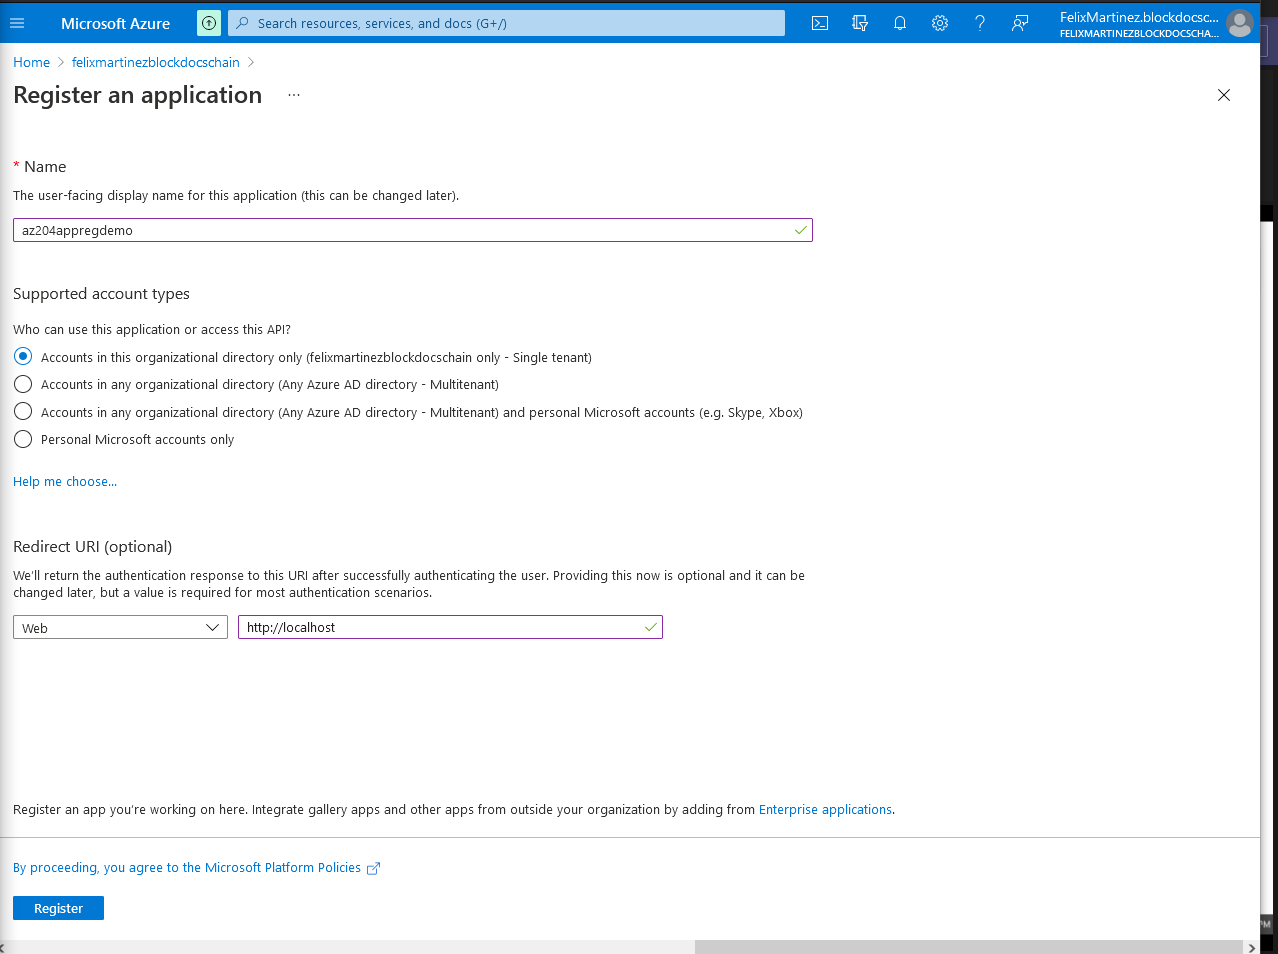 Microsoft Azure
Search resources, services, and docs (G+/)
FelixMartinez.blockdocsc...
FELIXMARTINEZBLOCKDOCSCHA...
Home > felixmartinezblockdocschain >
Register an application ...
* Name
The user-facing display name for this application (this can be changed later).
az204appregdemo
Supported account types
Who can use this application or access this API?
Accounts in this organizational directory only (felixmartinezblockdocschain only - Single tenant)
Accounts in any organizational directory (Any Azure AD directory - Multitenant)
Accounts in any organizational directory (Any Azure AD directory - Multitenant) and personal Microsoft accounts (e.g. Skype, Xbox)
Personal Microsoft accounts only
Help me choose...
Redirect URI (optional)
We'll return the authentication response to this URI after successfully authenticating the user. Providing this now is optional and it can be
changed later, but a value is required for most authentication scenarios.
Web
http://localhost
Register an app you're working on here. Integrate gallery apps and other apps from outside your organization by adding from Enterprise applications.
By proceeding, you agree to the Microsoft Platform Policies
Register
PM